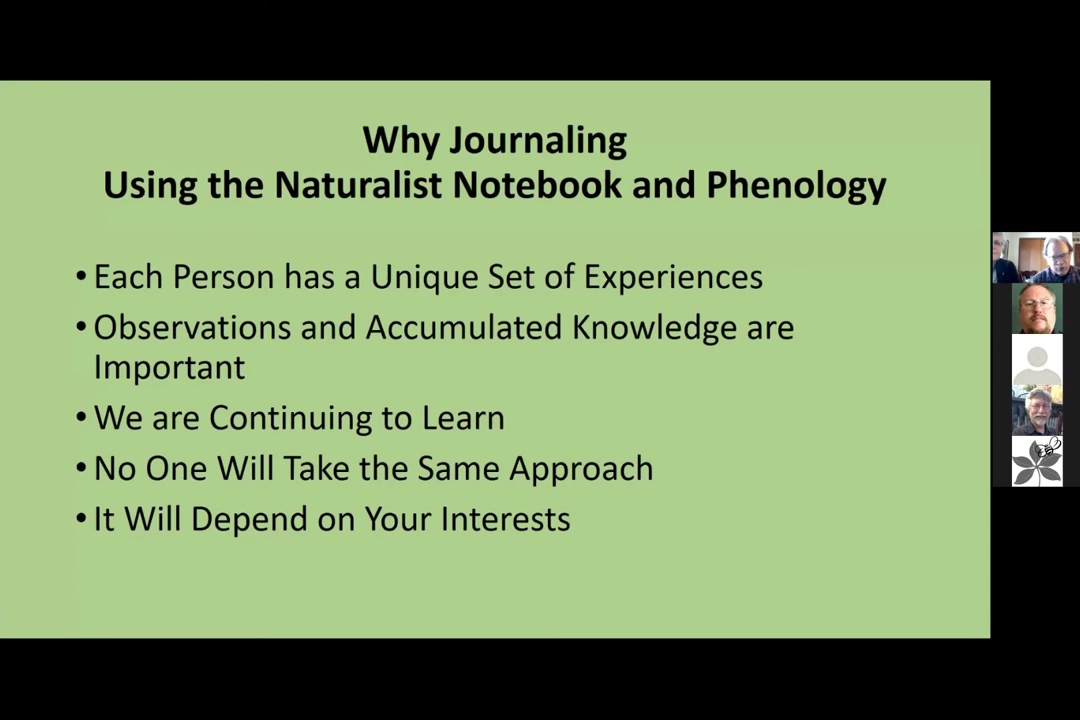 Why Journaling
Using the Naturalist Notebook and Phenology
• Each Person has a Unique Set of Experiences
• Observations and Accumulated Knowledge are
Important
• We are Continuing to Learn
• No One Will Take the Same Approach
• It Will Depend on Your Interests